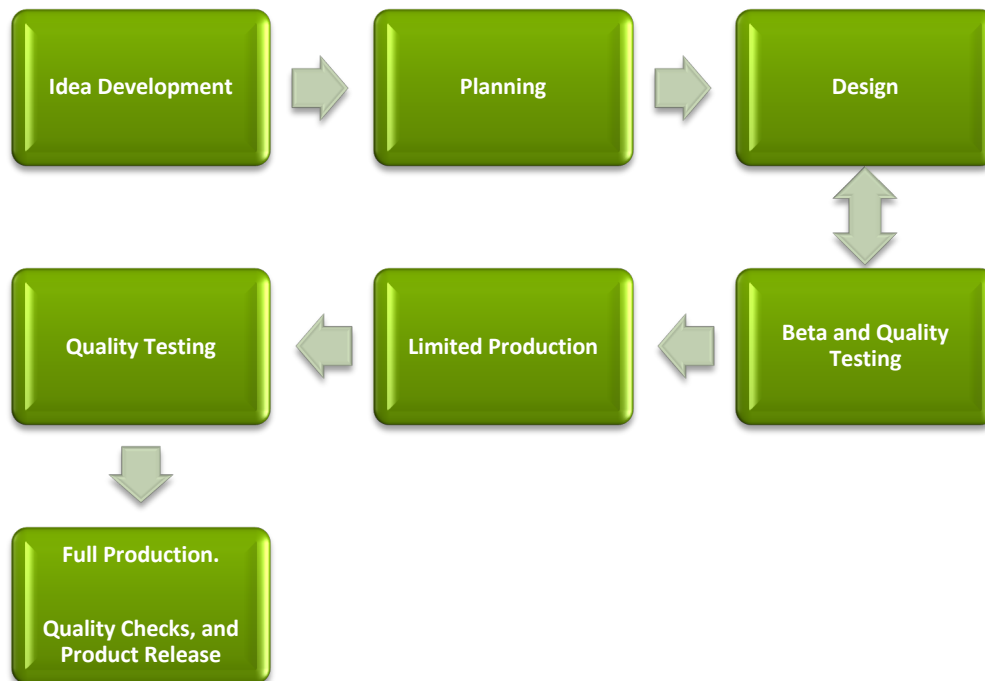 Idea Development
Planning
Design
Beta and Quality
Testing
Limited Production
Quality Testing
Full Production.
Quality Checks, and
Product Release